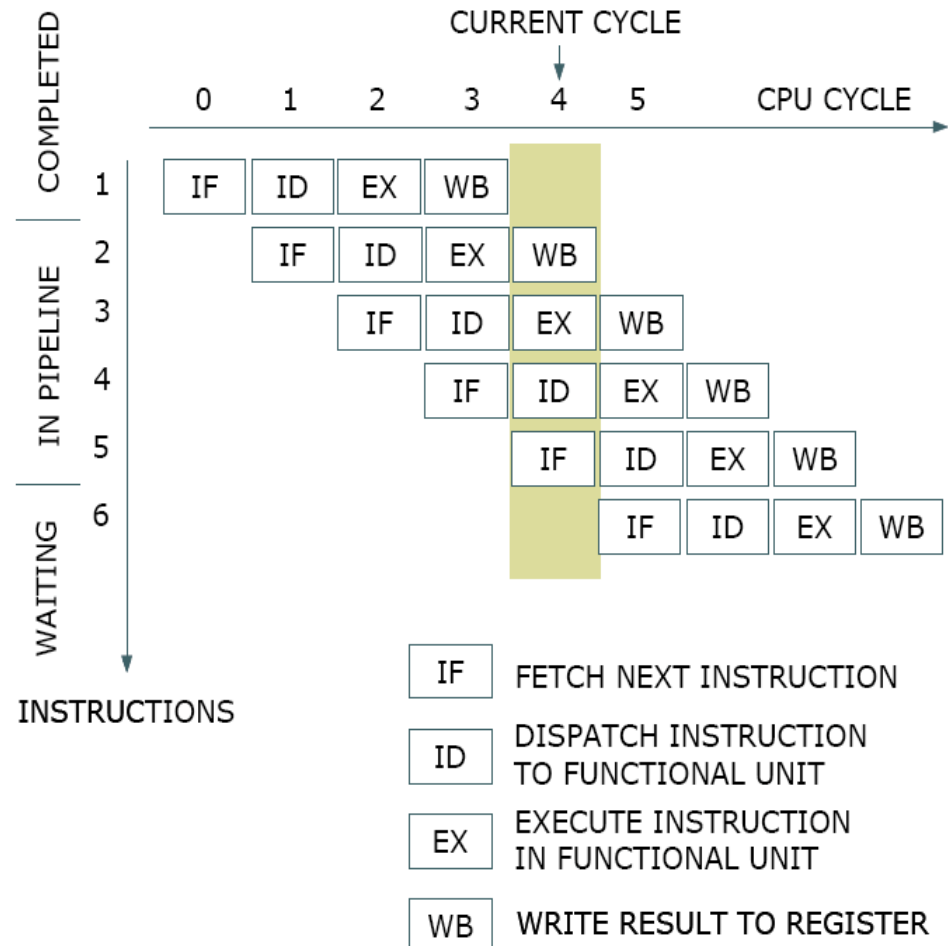 CURRENT CYCLE
COMPLETED
0 1 2 3 4 5 CPU CYCLE
1 IF ID EX WB
IN PIPELINE
2 IF ID EX WB
3 IF ID EX WB
4 IF ID EX WB
5 IF ID EX WB
WAITING
6 IF ID EX WB
INSTRUCTIONS
IF FETCH NEXT INSTRUCTION
ID DISPATCH INSTRUCTION
TO FUNCTIONAL UNIT
EX EXECUTE INSTRUCTION
IN FUNCTIONAL UNIT
WB WRITE RESULT TO REGISTER